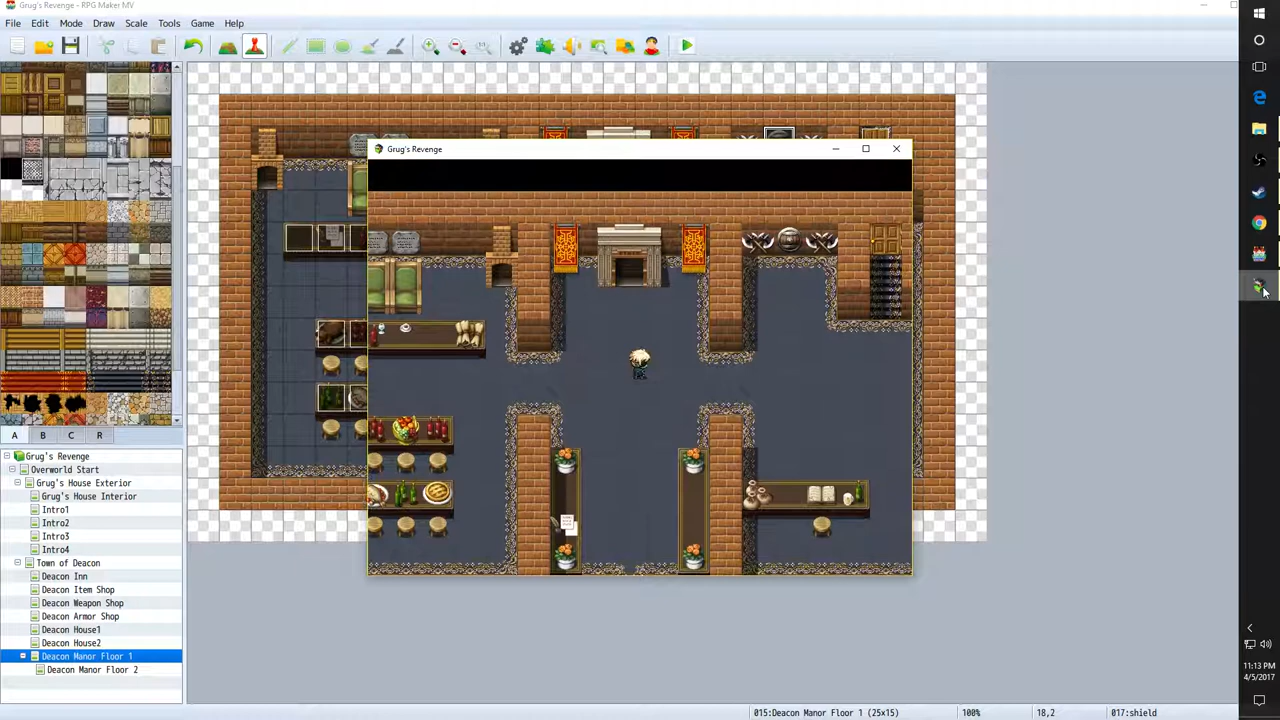 Grug's Revenge - RPG Maker MV
File Edit Mode Draw Scale Tools Game Help
Grug's Revenge
A B C R
Grug's Revenge
Overworld Start
Grug's House Exterior
Grug's House Interior
Intro1
Intro2
Intro3
Intro4
Town of Deacon
Deacon Inn
Deacon Item Shop
Deacon Weapon Shop
Deacon Armor Shop
Deacon House1
Deacon House2
Deacon Manor Floor 1
Deacon Manor Floor 2
015:Deacon Manor Floor 1 (25x15) 100% 18,2 017:shield
11:13 PM
4/5/2017